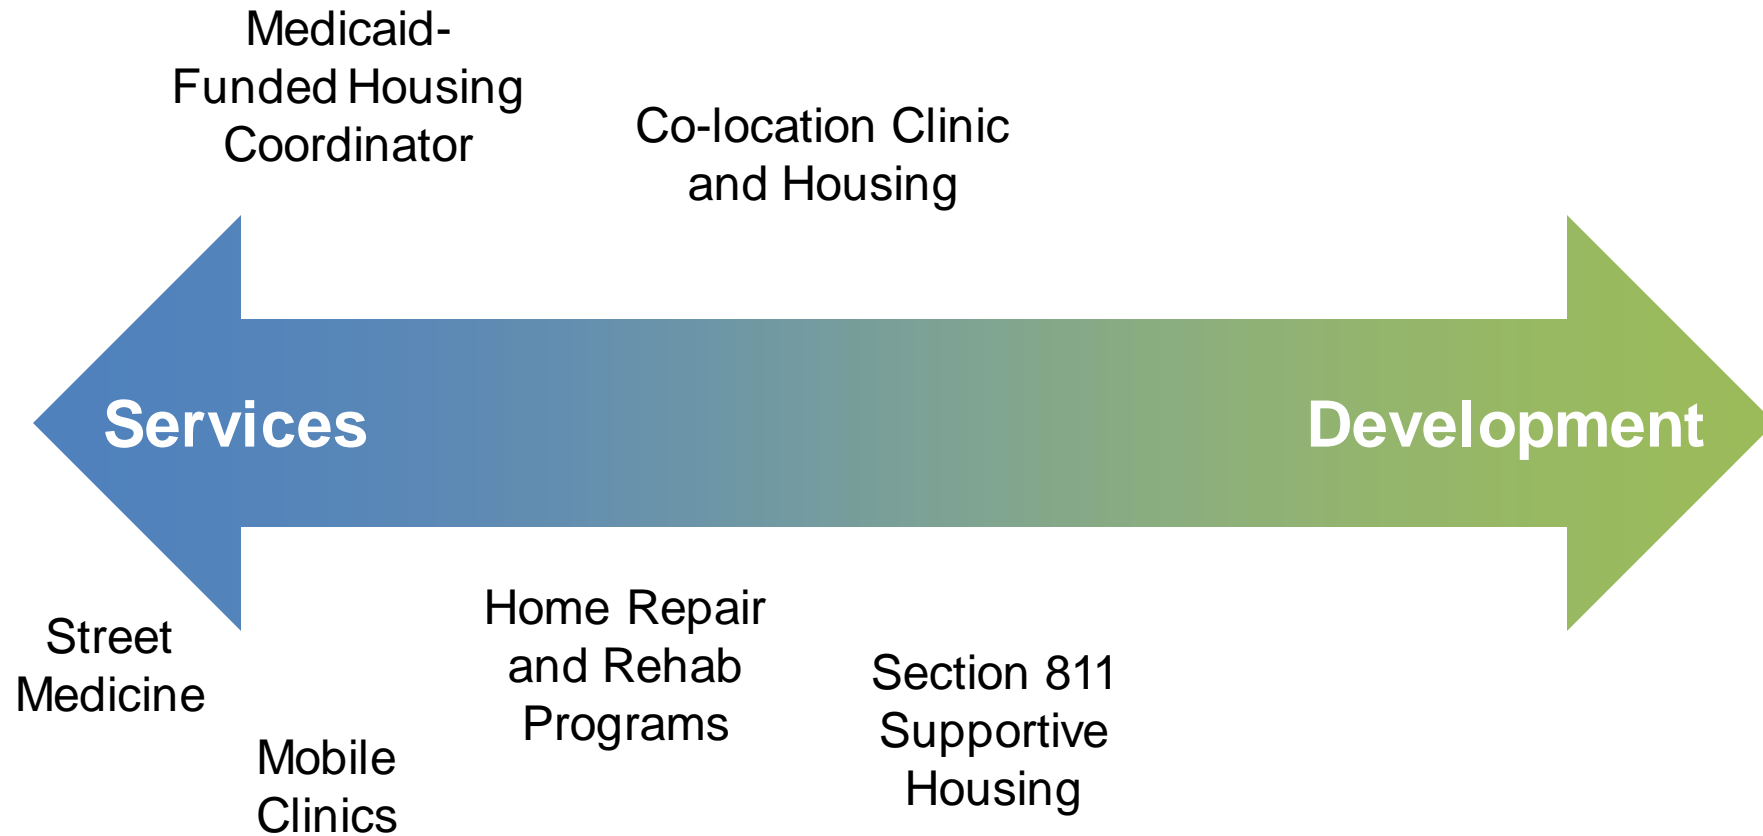 Medicaid-
Funded Housing
Coordinator
Co-location Clinic
and Housing
Services
Development
Street
Medicine
Mobile
Clinics
Home Repair
and Rehab
Programs
Section 811
Supportive
Housing